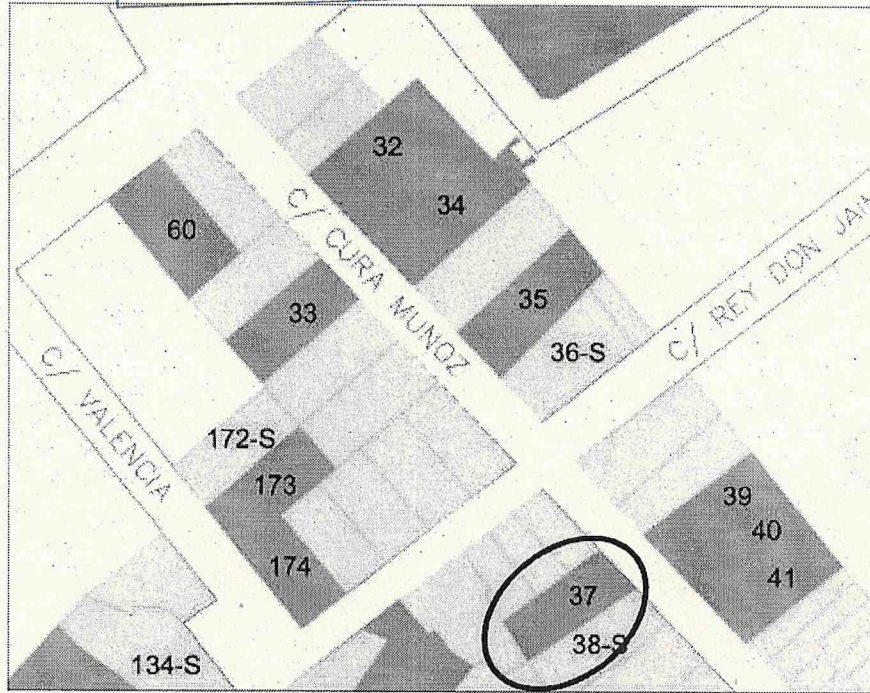 32
34
60
C/ CURA MUÑOZ
33
35
36-S
C/ REY DON JAIM
C/ VALENCIA
172-S
173
174
39
40
41
37
38-S
134-S